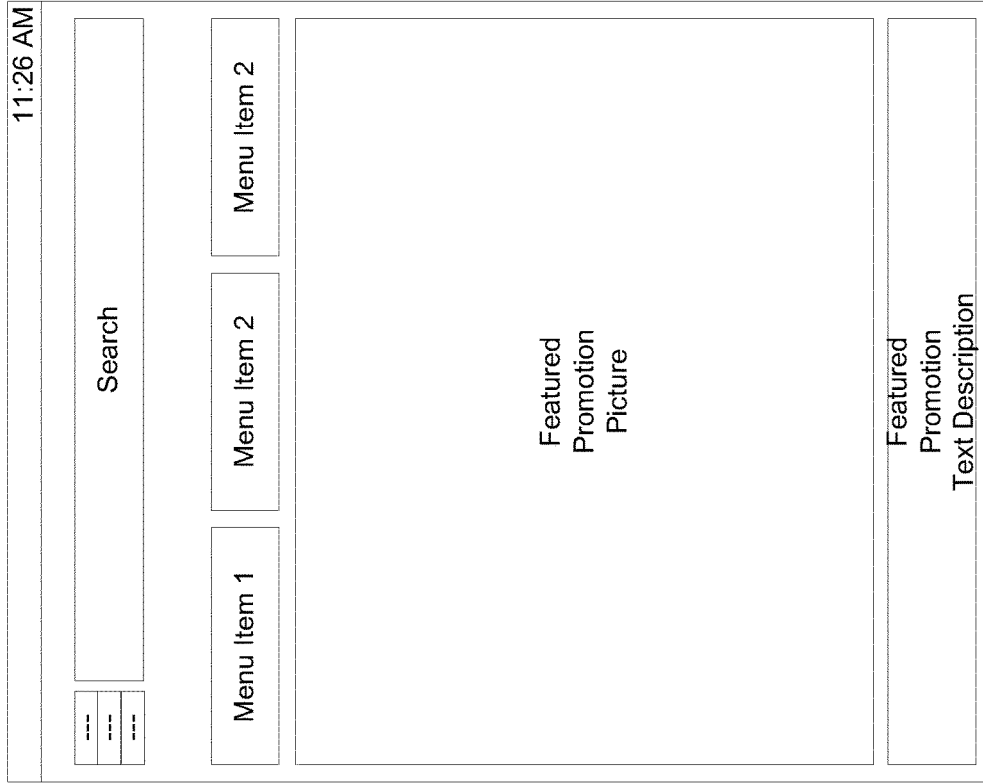 11:26 AM
---
---
---
Search
Menu Item 1
Menu Item 2
Menu Item 2
Featured
Promotion
Picture
Featured
Promotion
Text Description